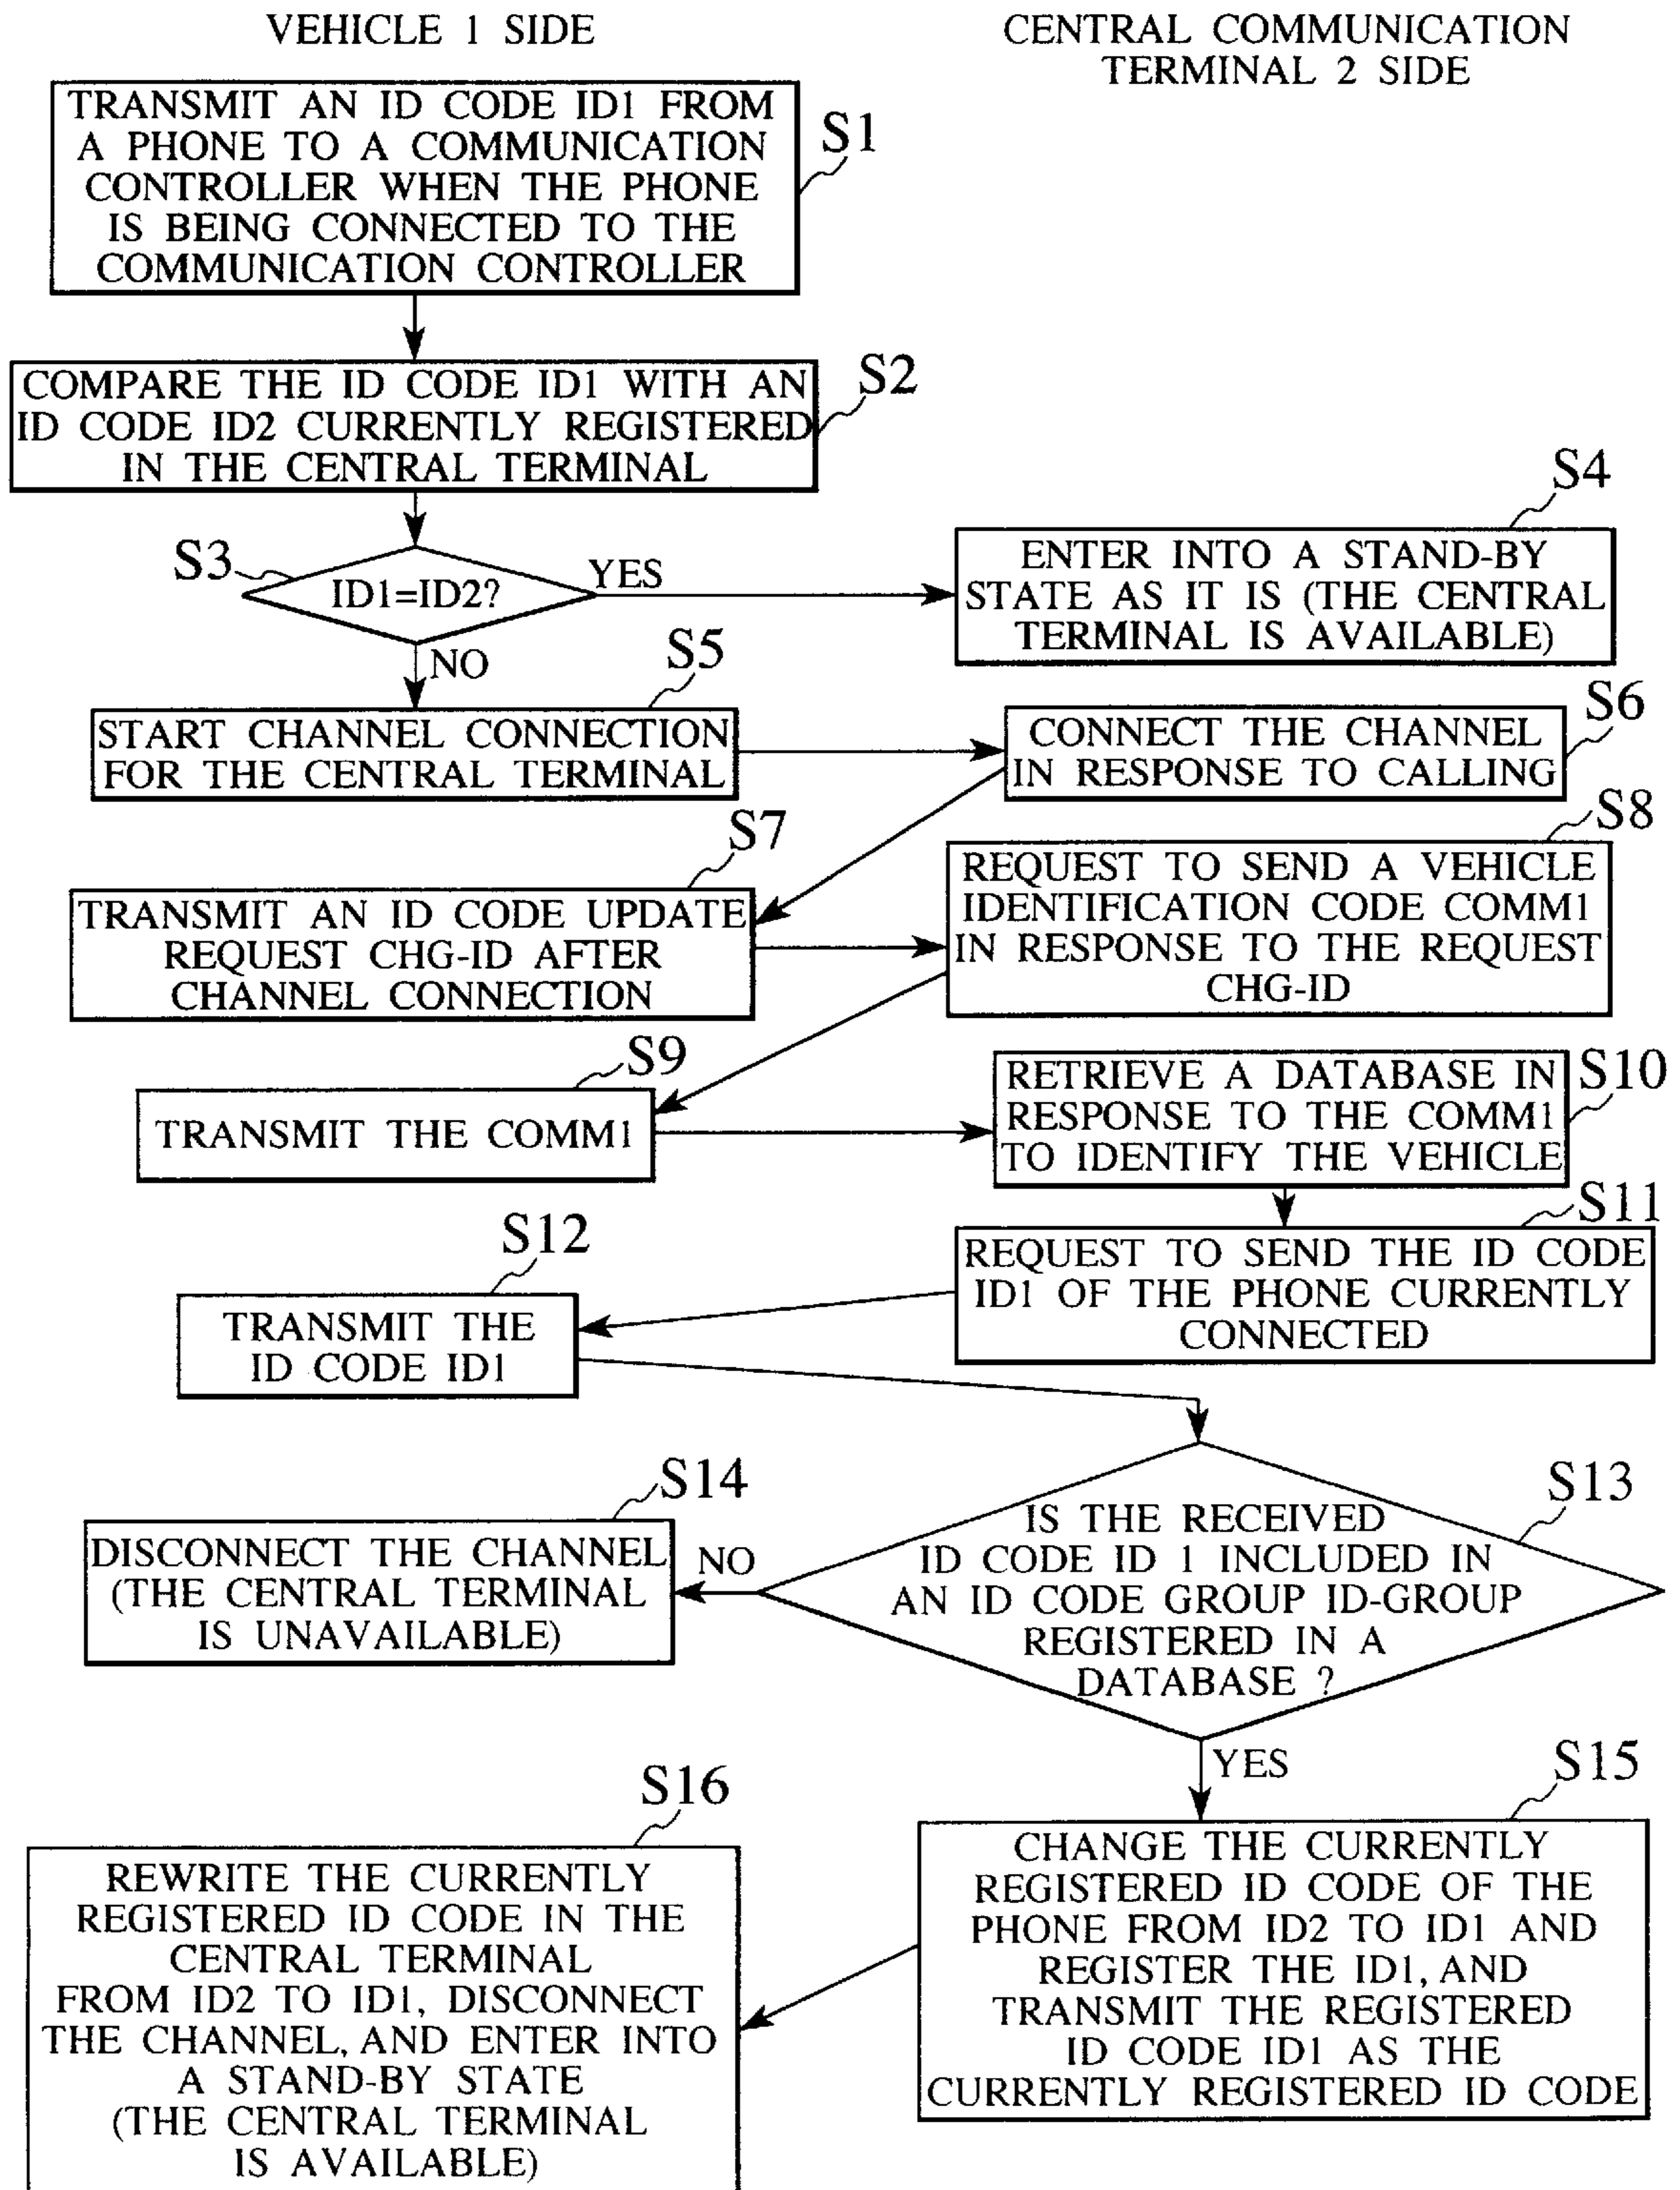 VEHICLE 1 SIDE
CENTRAL COMMUNICATION
TERMINAL 2 SIDE
TRANSMIT AN ID CODE ID1 FROM
A PHONE TO A COMMUNICATION
CONTROLLER WHEN THE PHONE
IS BEING CONNECTED TO THE
COMMUNICATION CONTROLLER
S1
COMPARE THE ID CODE ID1 WITH AN
ID CODE ID2 CURRENTLY REGISTERED
IN THE CENTRAL TERMINAL
S2
S3
ID1=ID2?
YES
NO
S4
ENTER INTO A STAND-BY
STATE AS IT IS (THE CENTRAL
TERMINAL IS AVAILABLE)
S5
START CHANNEL CONNECTION
FOR THE CENTRAL TERMINAL
S6
CONNECT THE CHANNEL
IN RESPONSE TO CALLING
S7
TRANSMIT AN ID CODE UPDATE
REQUEST CHG-ID AFTER
CHANNEL CONNECTION
S8
REQUEST TO SEND A VEHICLE
IDENTIFICATION CODE COMM1
IN RESPONSE TO THE REQUEST
CHG-ID
S9
TRANSMIT THE COMM1
S10
RETRIEVE A DATABASE IN
RESPONSE TO THE COMM1
TO IDENTIFY THE VEHICLE
S11
REQUEST TO SEND THE ID CODE
ID1 OF THE PHONE CURRENTLY
CONNECTED
S12
TRANSMIT THE
ID CODE ID1
S13
IS THE RECEIVED
ID CODE ID 1 INCLUDED IN
AN ID CODE GROUP ID-GROUP
REGISTERED IN A
DATABASE ?
NO
YES
S14
DISCONNECT THE CHANNEL
(THE CENTRAL TERMINAL
IS UNAVAILABLE)
S15
CHANGE THE CURRENTLY
REGISTERED ID CODE OF THE
PHONE FROM ID2 TO ID1 AND
REGISTER THE ID1, AND
TRANSMIT THE REGISTERED
ID CODE ID1 AS THE
CURRENTLY REGISTERED ID CODE
S16
REWRITE THE CURRENTLY
REGISTERED ID CODE IN THE
CENTRAL TERMINAL
FROM ID2 TO ID1, DISCONNECT
THE CHANNEL, AND ENTER INTO
A STAND-BY STATE
(THE CENTRAL TERMINAL
IS AVAILABLE)